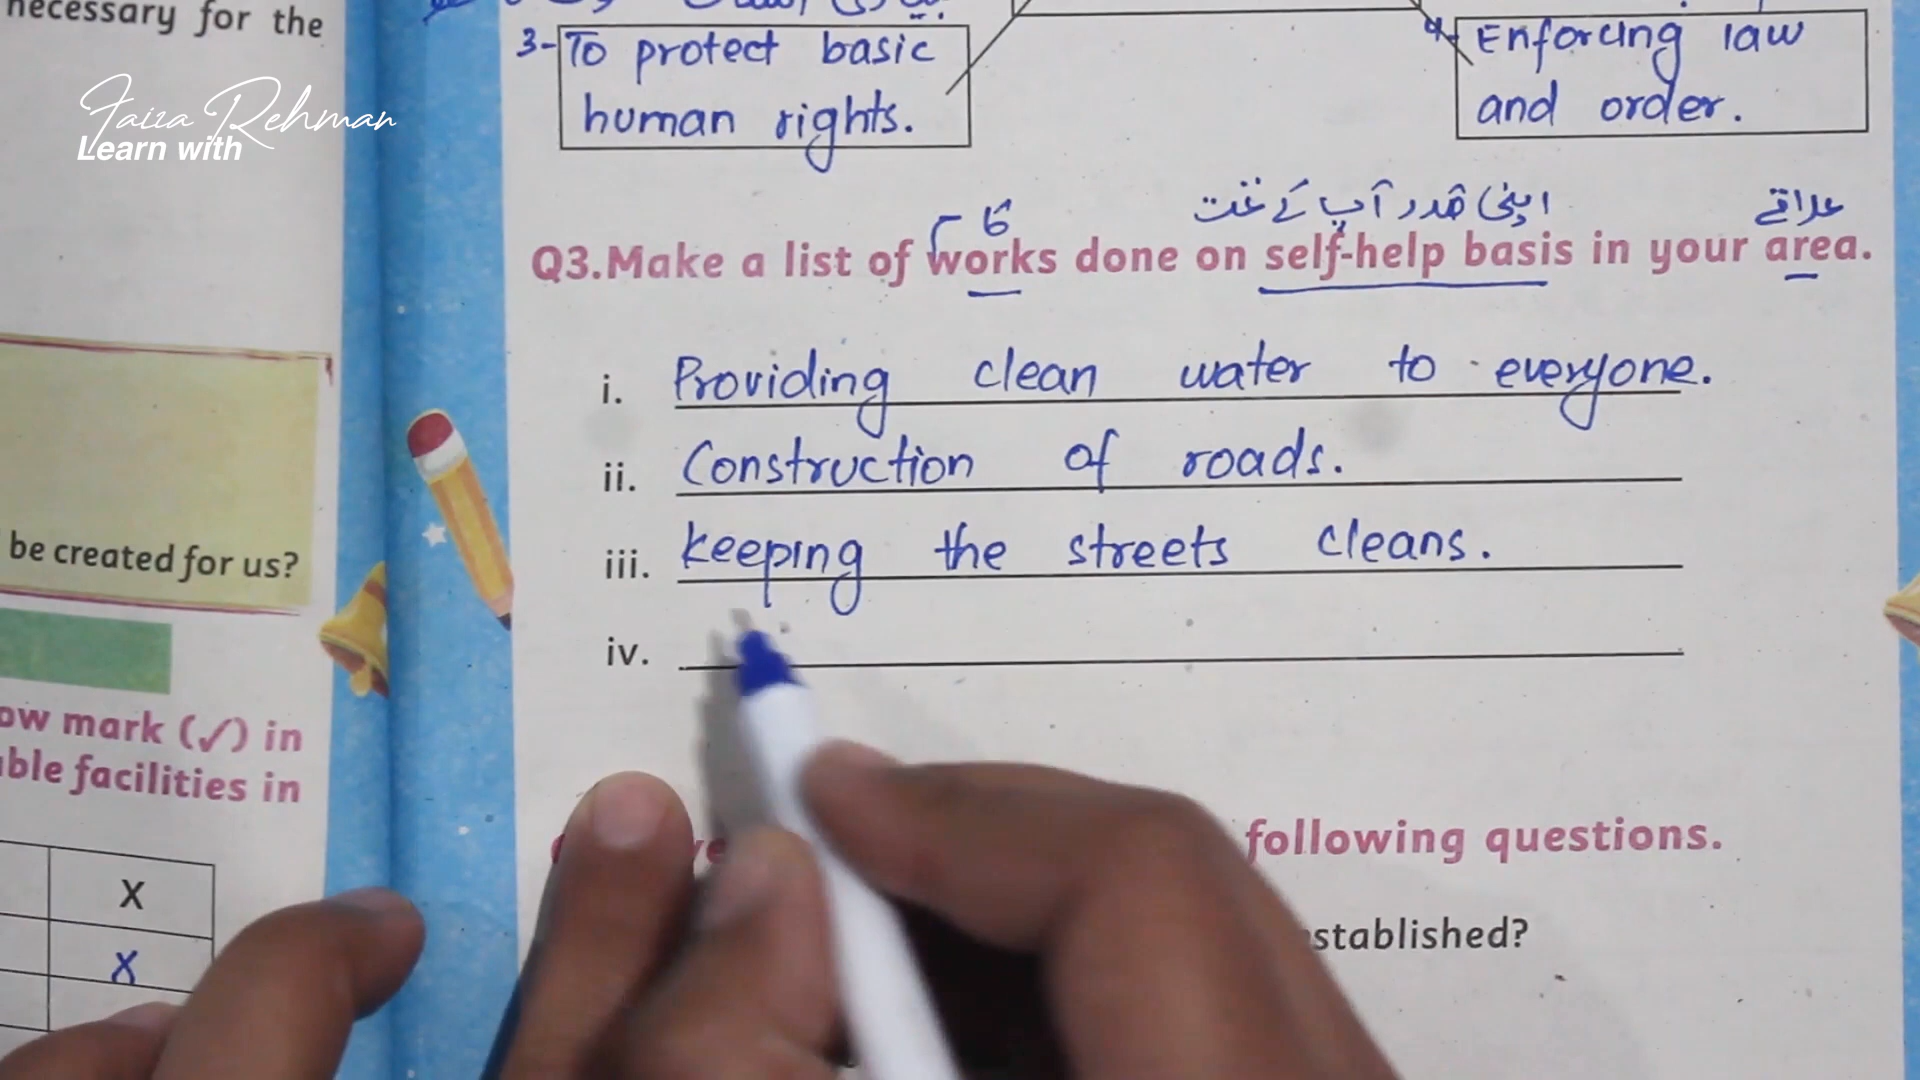 necessary for the
3- To protect basic
human rights.
4- Enforcing law
and order.
Faiza Rehman
Learn with
کام
اپنی مدد آپ کے تحت
علاقے
Q3.Make a list of works done on self-help basis in your area.
i. Providing clean water to everyone.
ii. Construction of roads.
iii. keeping the streets cleans.
iv.
be created for us?
ow mark (✓) in
ble facilities in
X
X
following questions.
stablished?